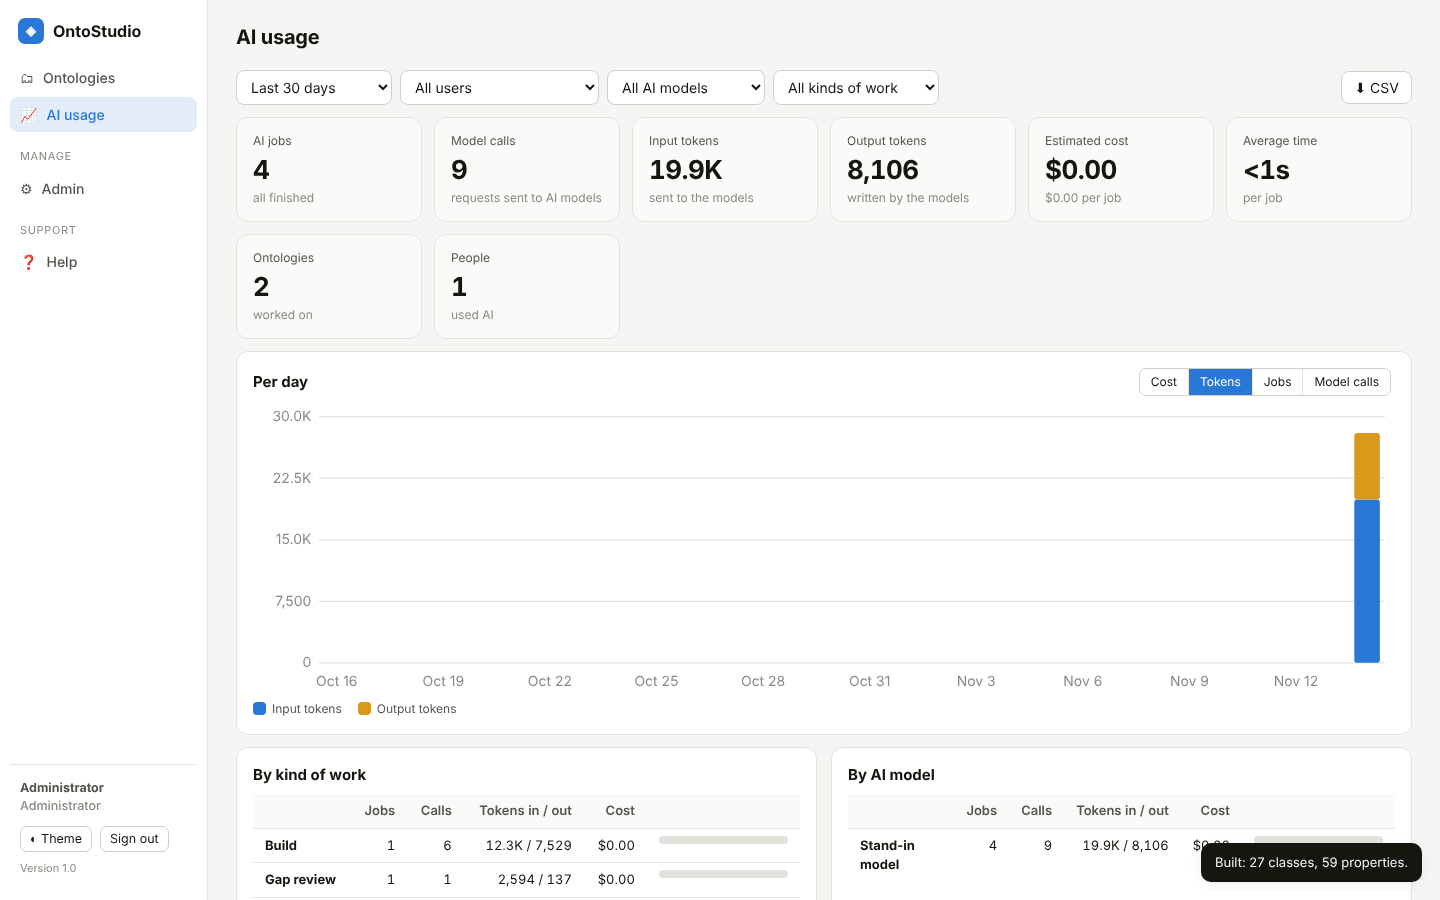 OntoStudio
Ontologies
AI usage
MANAGE
Admin
SUPPORT
Help
Administrator
Administrator
Theme
Sign out
Version 1.0
AI usage
Last 30 days
All users
All AI models
All kinds of work
CSV
AI jobs
4
all finished
Model calls
9
requests sent to AI models
Input tokens
19.9K
sent to the models
Output tokens
8,106
written by the models
Estimated cost
$0.00
$0.00 per job
Average time
<1s
per job
Ontologies
2
worked on
People
1
used AI
Per day
Cost Tokens Jobs Model calls
30.0K
22.5K
15.0K
7,500
0
Oct 16 Oct 19 Oct 22 Oct 25 Oct 28 Oct 31 Nov 3 Nov 6 Nov 9 Nov 12
Input tokens Output tokens
By kind of work
Jobs Calls Tokens in / out Cost
Build 1 6 12.3K / 7,529 $0.00
Gap review 1 1 2,594 / 137 $0.00
By AI model
Jobs Calls Tokens in / out Cost
Stand-in model 4 9 19.9K / 8,106
Built: 27 classes, 59 properties.